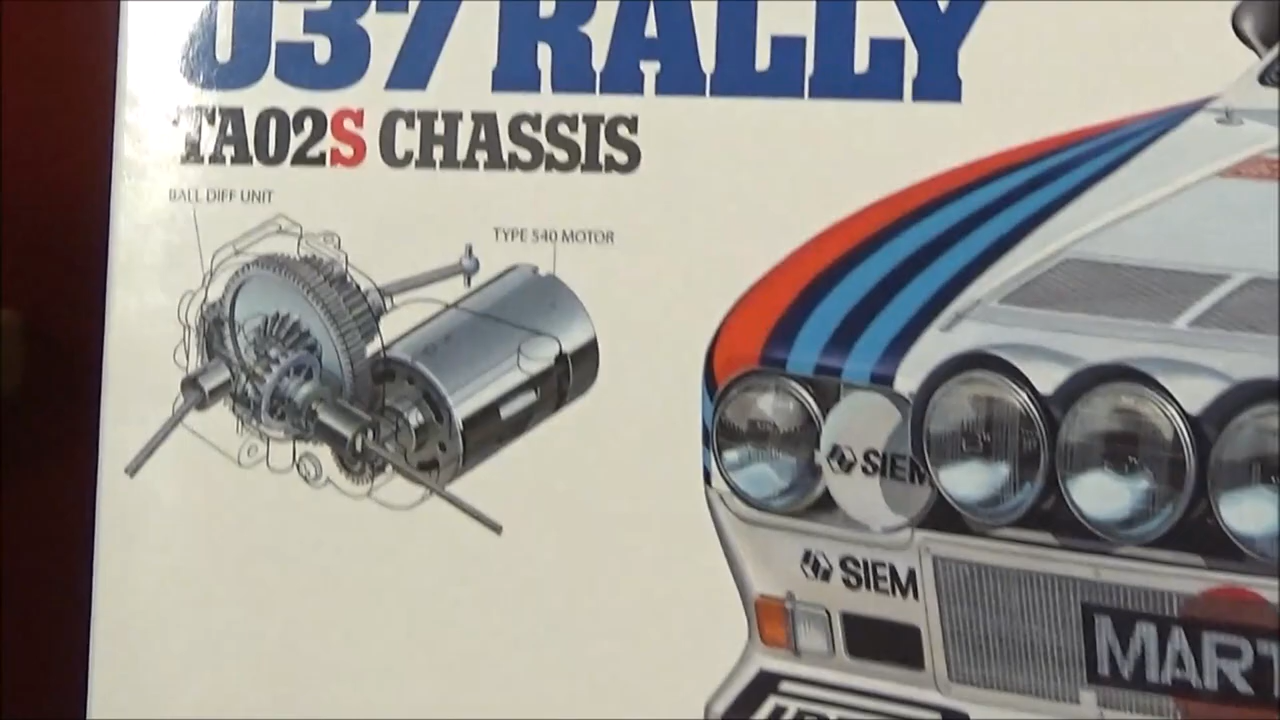 037 RALLY
TA02S CHASSIS
BALL DIFF UNIT
TYPE 540 MOTOR
SIEM
SIEM
MART